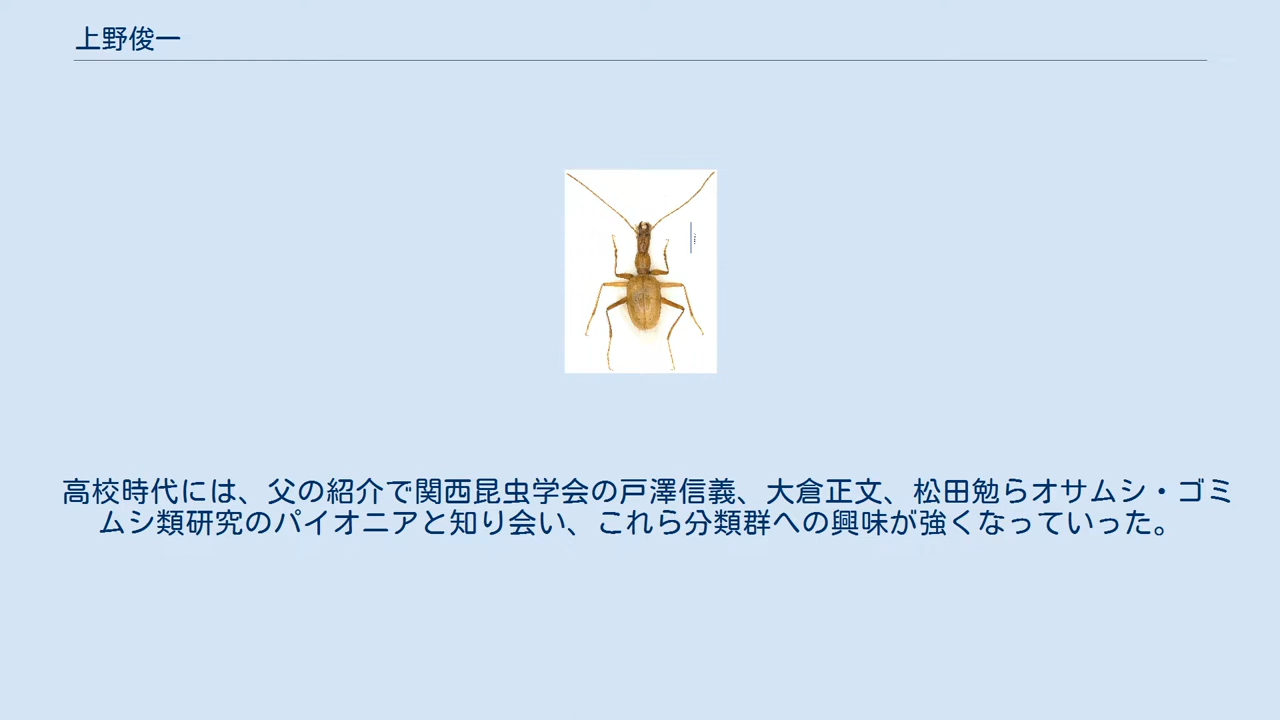 上野俊一
高校時代には、父の紹介で関西昆虫学会の戸澤信義、大倉正文、松田勉らオサムシ・ゴミ
ムシ類研究のパイオニアと知り会い、これら分類群への興味が強くなっていった。